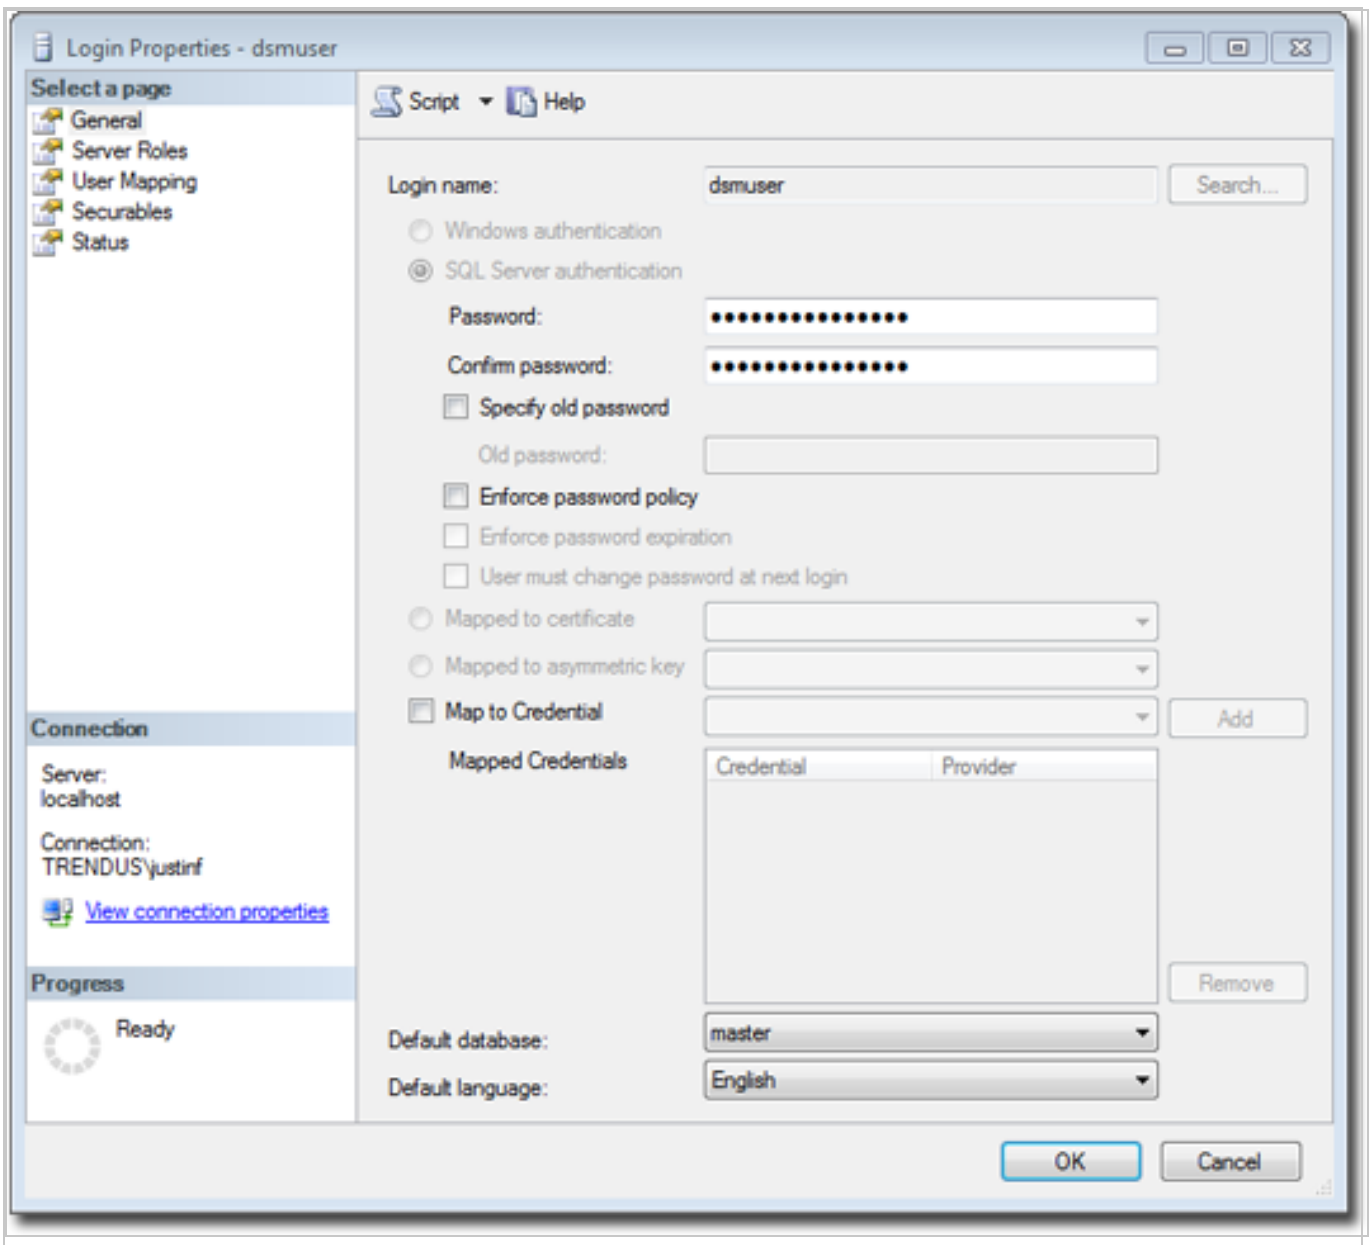 Login Properties - dsmuser
Select a page
General
Server Roles
User Mapping
Securables
Status
Script
Help
Login name:
dsmuser
Search...
Windows authentication
SQL Server authentication
Password:
●●●●●●●●●●●●●●●
Confirm password:
●●●●●●●●●●●●●●●
Specify old password
Old password:
Enforce password policy
Enforce password expiration
User must change password at next login
Mapped to certificate
Mapped to asymmetric key
Map to Credential
Add
Mapped Credentials
Credential
Provider
Remove
Default database:
master
Default language:
English
Connection
Server:
localhost
Connection:
TRENDUS\justinf
View connection properties
Progress
Ready
OK
Cancel